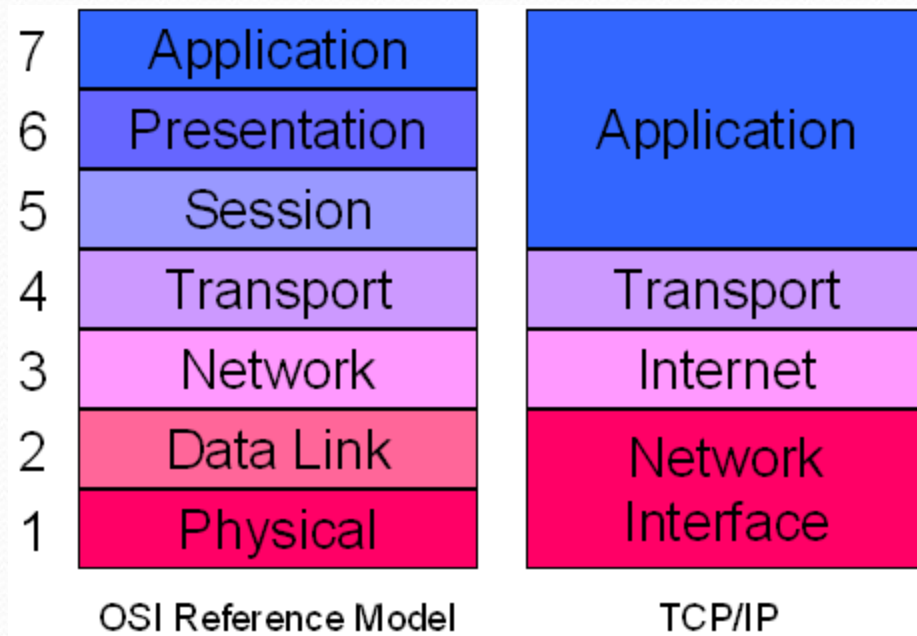 7
Application
6
Presentation
5
Session
4
Transport
3
Network
2
Data Link
1
Physical
OSI Reference Model
Application
Transport
Internet
Network
Interface
TCP/IP